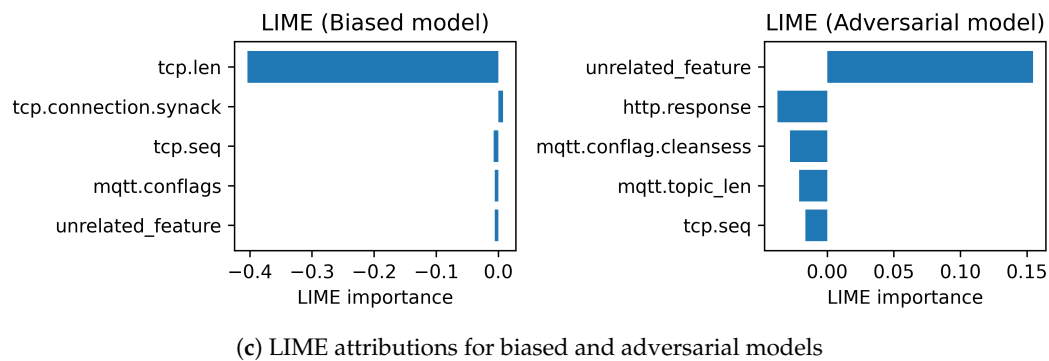 LIME (Biased model)
tcp.len
tcp.connection.synack
tcp.seq
mqtt.conflags
unrelated_feature
−0.4 −0.3 −0.2 −0.1 0.0
LIME importance
LIME (Adversarial model)
unrelated_feature
http.response
mqtt.conflag.cleansess
mqtt.topic_len
tcp.seq
0.00 0.05 0.10 0.15
LIME importance
(c) LIME attributions for biased and adversarial models